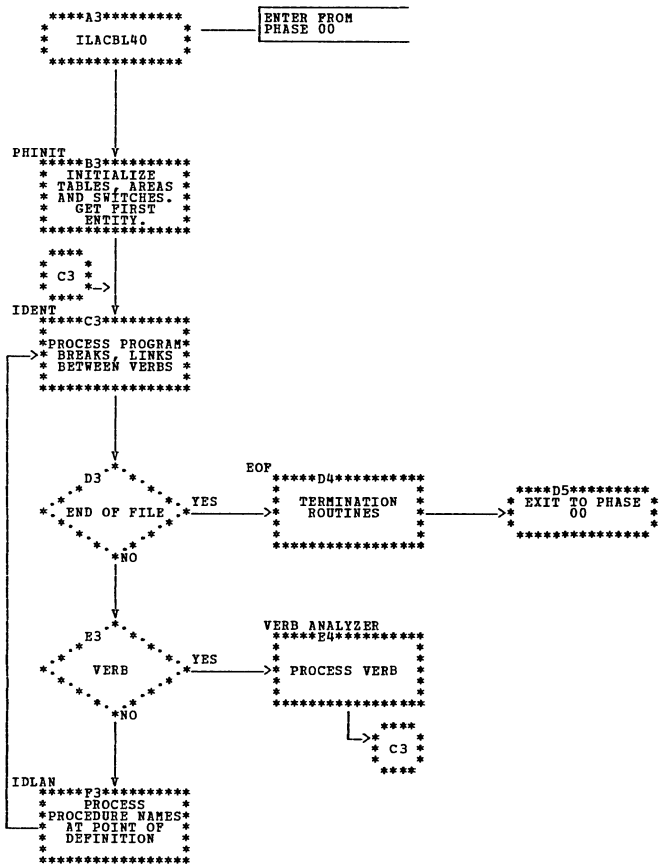 A3
ILACBL40
ENTER FROM
PHASE 00
PHINIT
B3
INITIALIZE
TABLES, AREAS
AND SWITCHES.
GET FIRST
ENTITY.
C3
IDENT
C3
PROCESS PROGRAM
BREAKS, LINKS
BETWEEN VERBS
D3
END OF FILE
YES
NO
EOF
D4
TERMINATION
ROUTINES
D5
EXIT TO PHASE
00
E3
VERB
YES
NO
VERB ANALYZER
E4
PROCESS VERB
C3
IDLAN
F3
PROCESS
PROCEDURE NAMES
AT POINT OF
DEFINITION